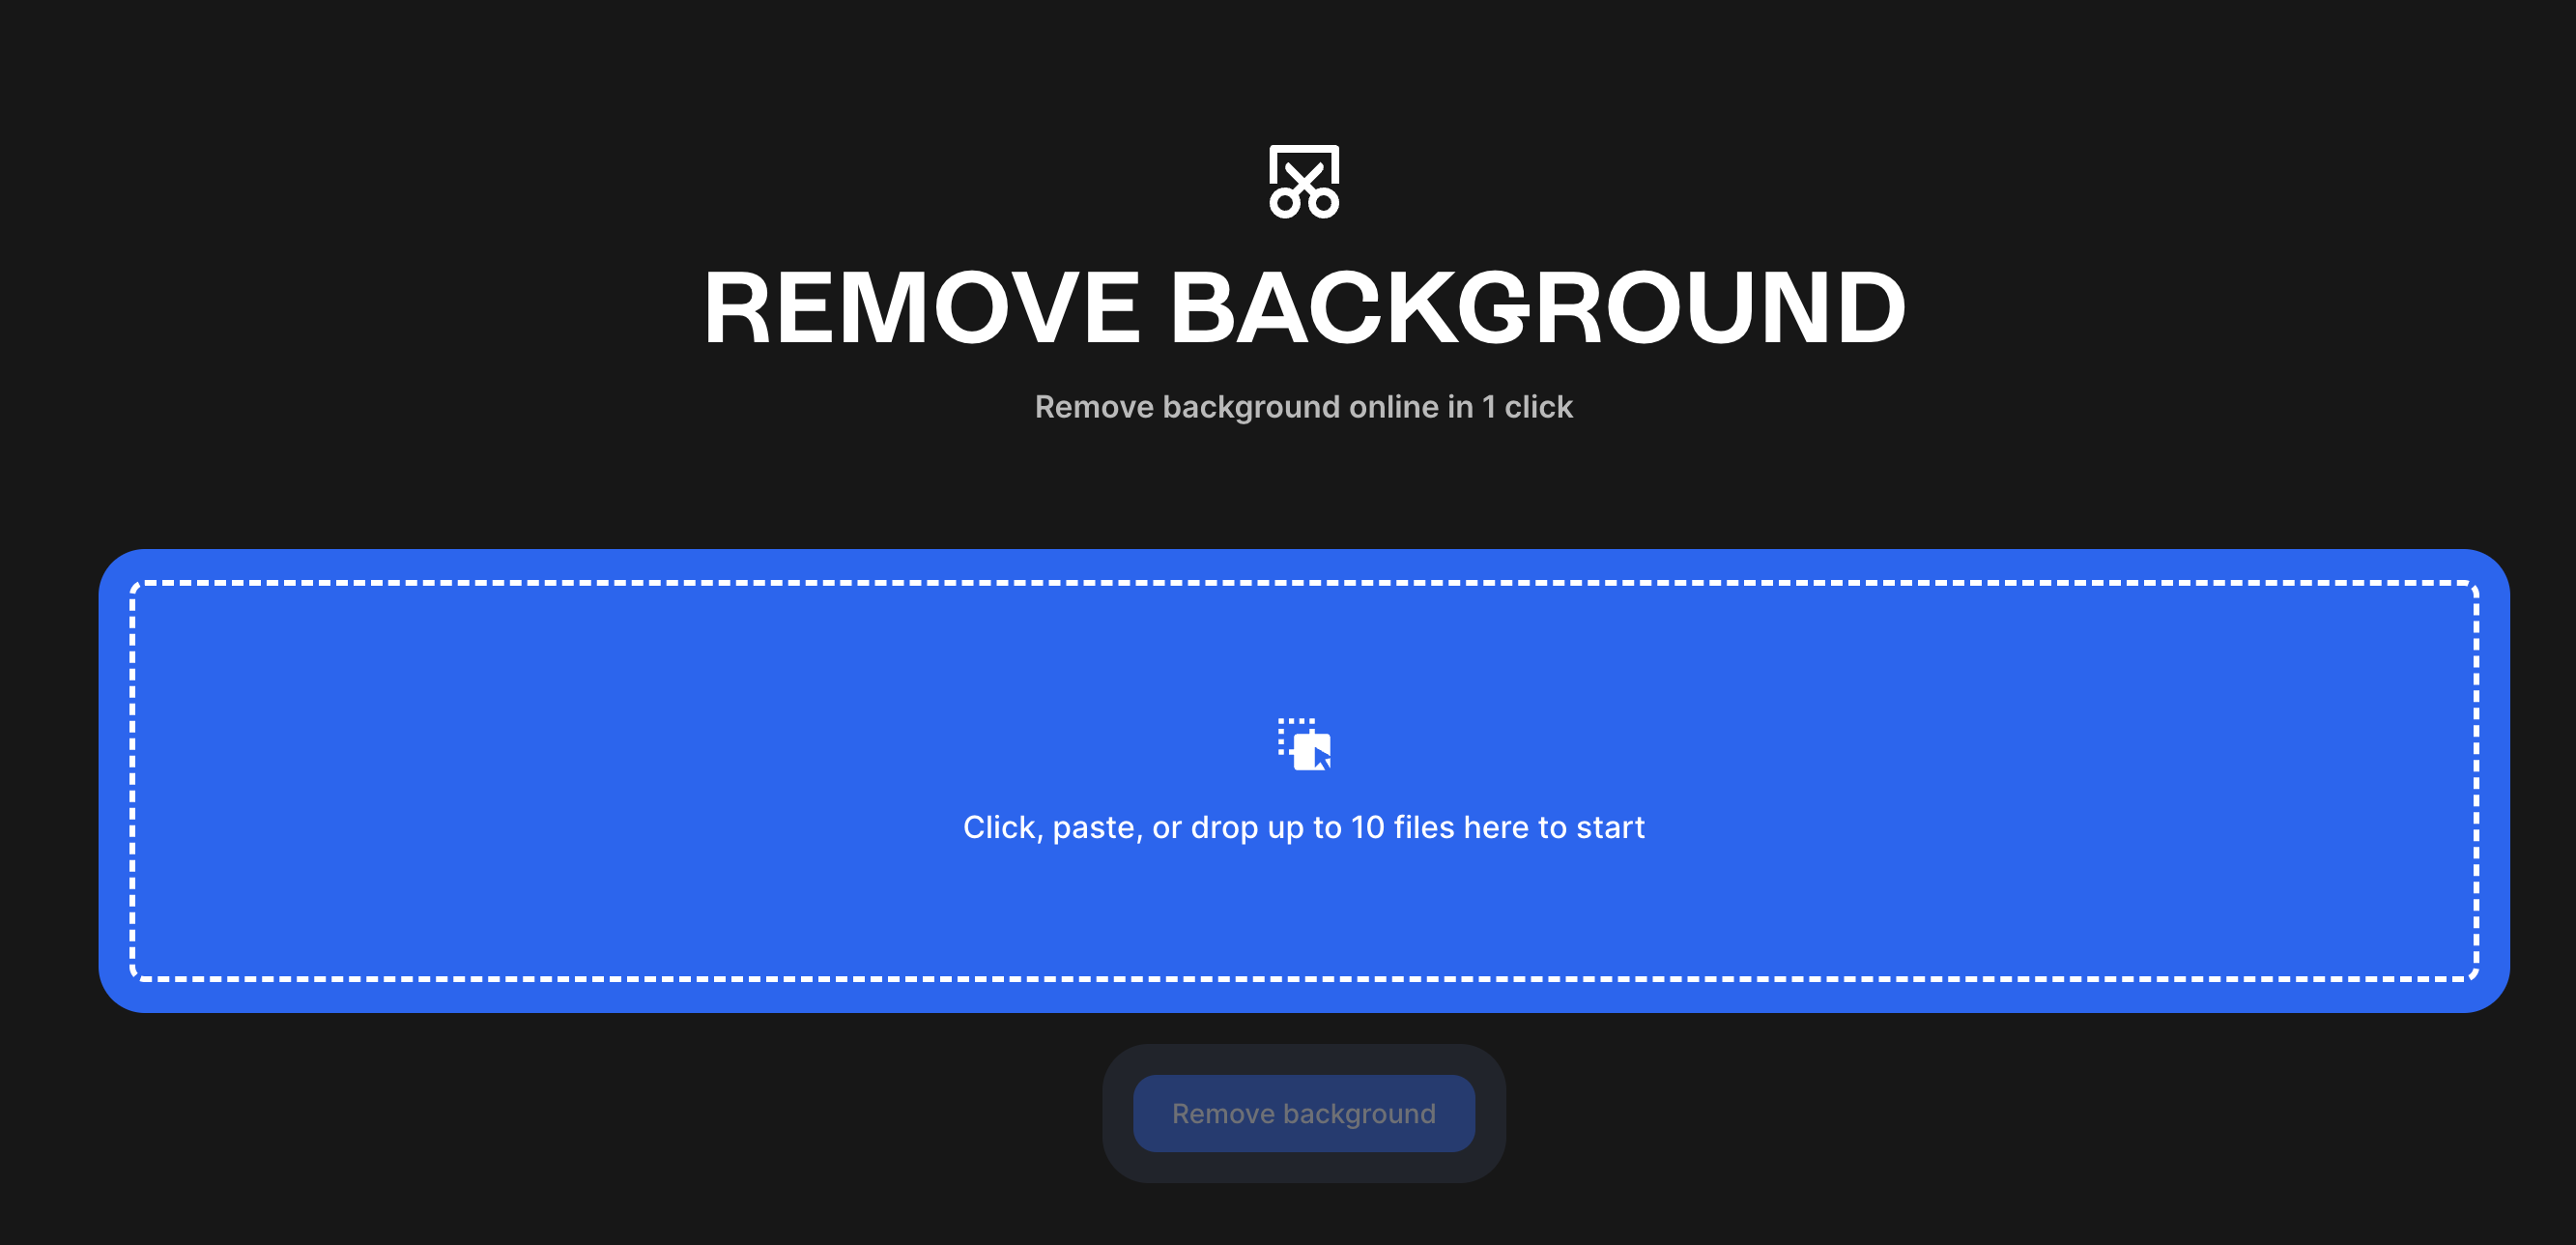 REMOVE BACKGROUND
Remove background online in 1 click
Click, paste, or drop up to 10 files here to start
Remove background